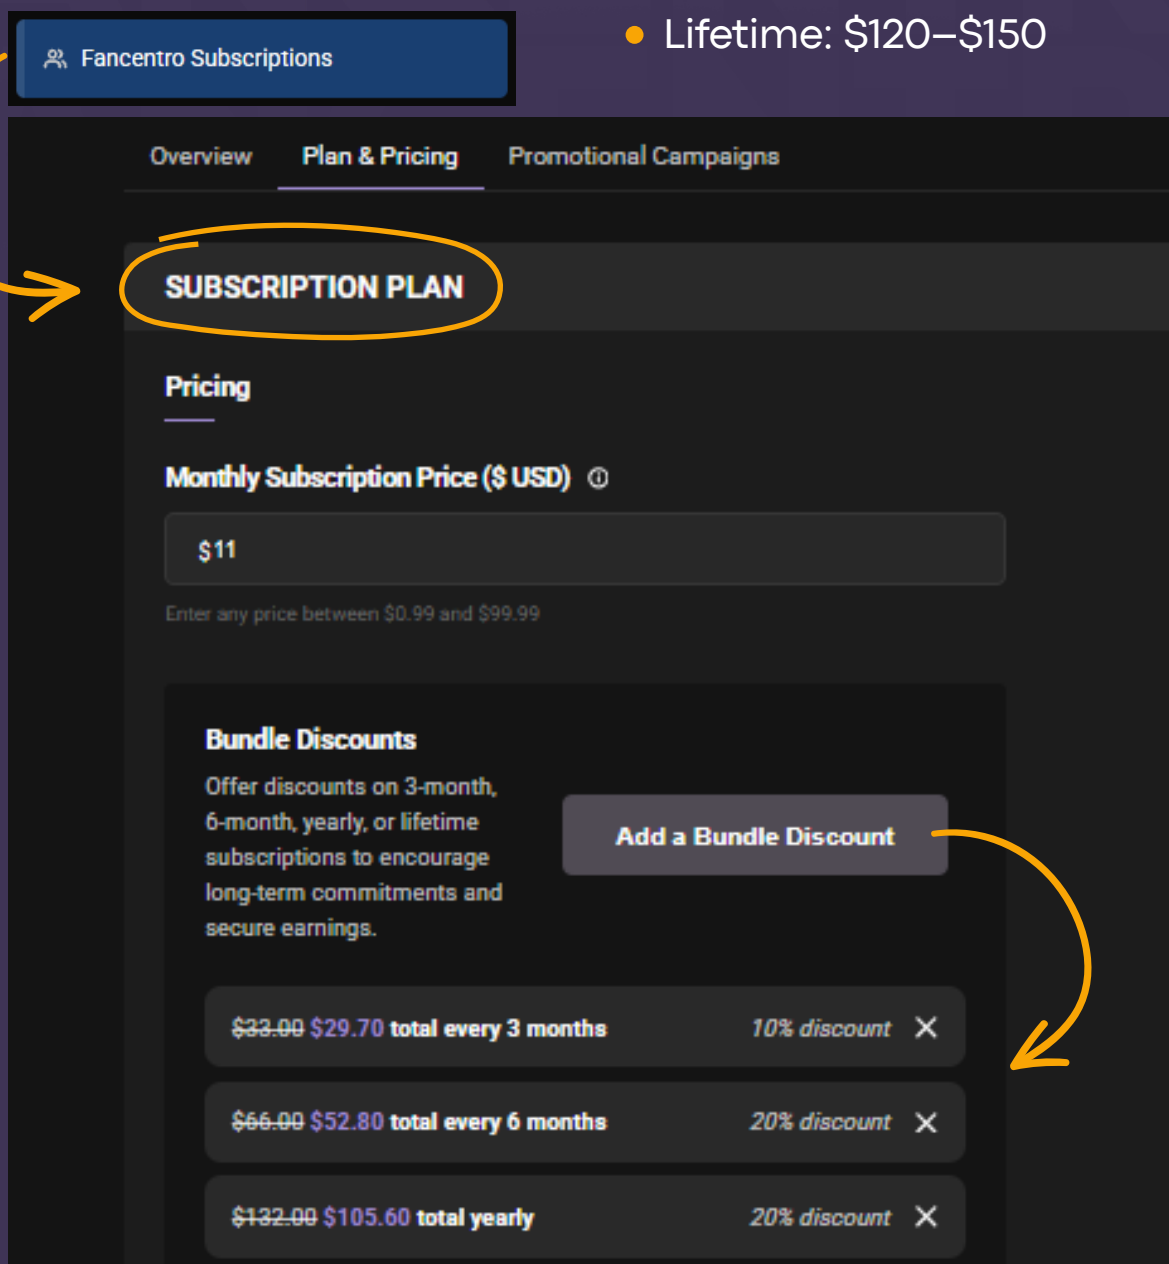 Fancentro Subscriptions
Lifetime: $120–$150
Overview Plan & Pricing Promotional Campaigns
SUBSCRIPTION PLAN
Pricing
Monthly Subscription Price ($ USD)
$11
Enter any price between $0.99 and $99.99
Bundle Discounts
Offer discounts on 3-month,
6-month, yearly, or lifetime
subscriptions to encourage
long-term commitments and
secure earnings.
Add a Bundle Discount
$33.00 $29.70 total every 3 months 10% discount
$66.00 $52.80 total every 6 months 20% discount
$132.00 $105.60 total yearly 20% discount